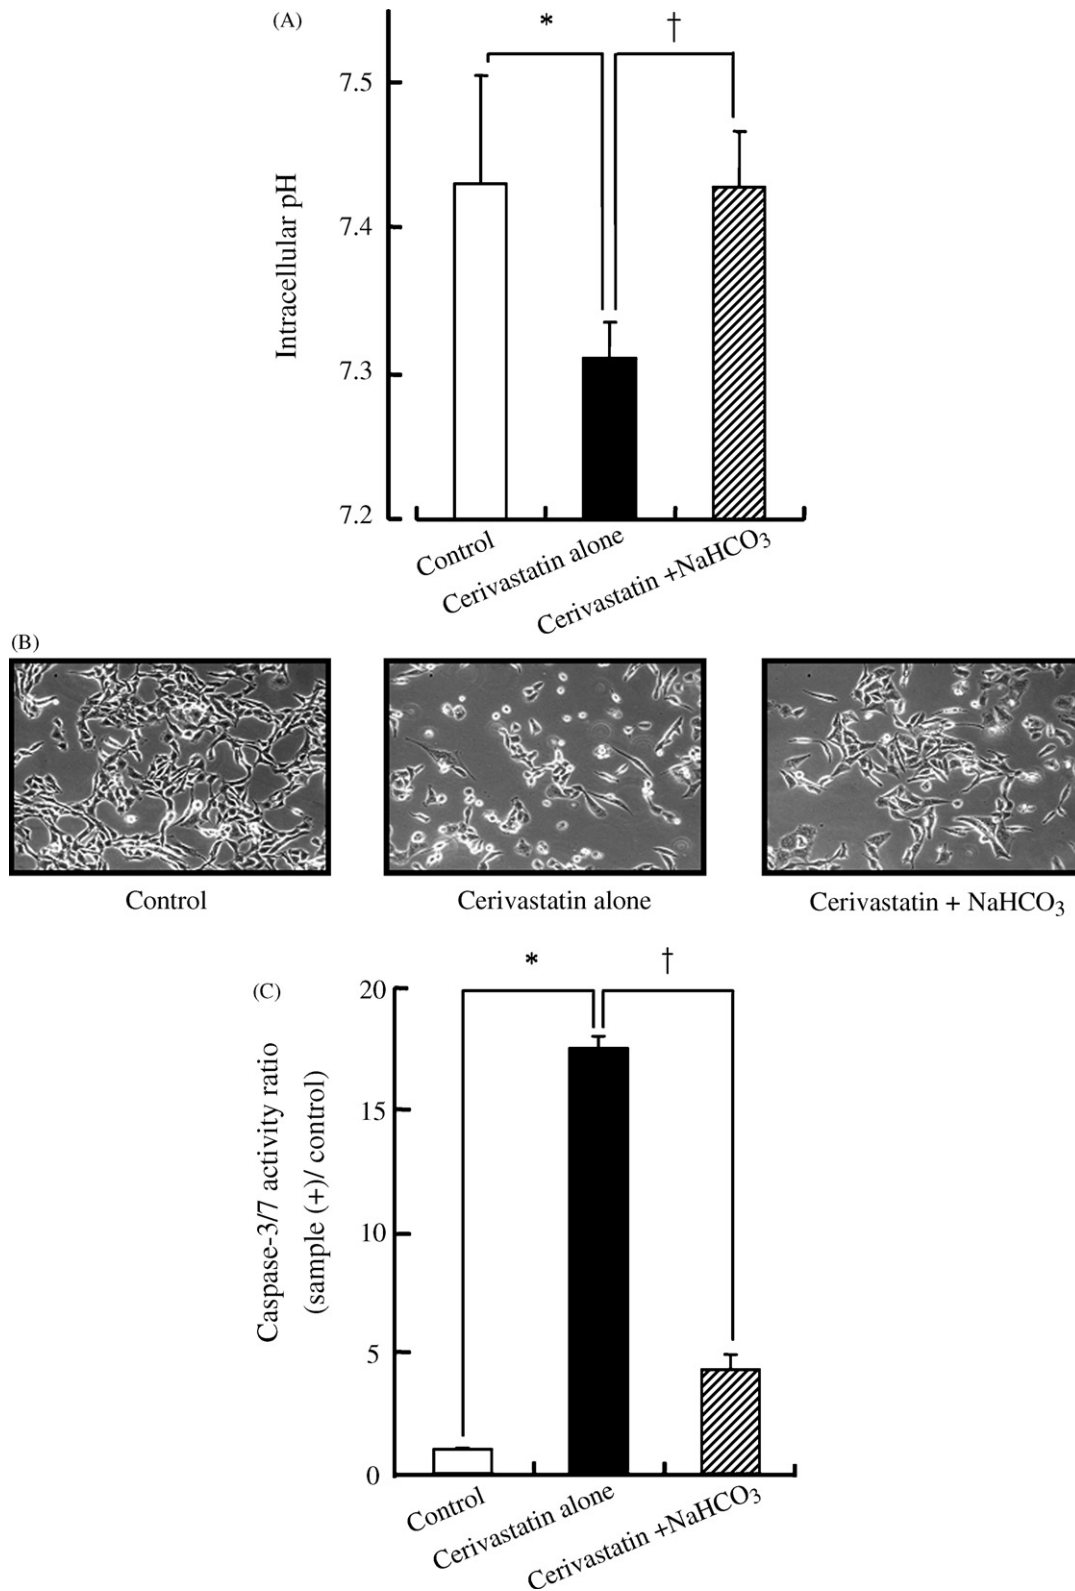 (A)
*
†
7.5
7.4
7.3
7.2
Intracellular pH
Control
Cerivastatin alone
Cerivastatin +NaHCO3
(B)
Control
Cerivastatin alone
Cerivastatin + NaHCO3
(C)
*
†
20
15
10
5
0
Caspase-3/7 activity ratio
(sample (+)/ control)
Control
Cerivastatin alone
Cerivastatin +NaHCO3